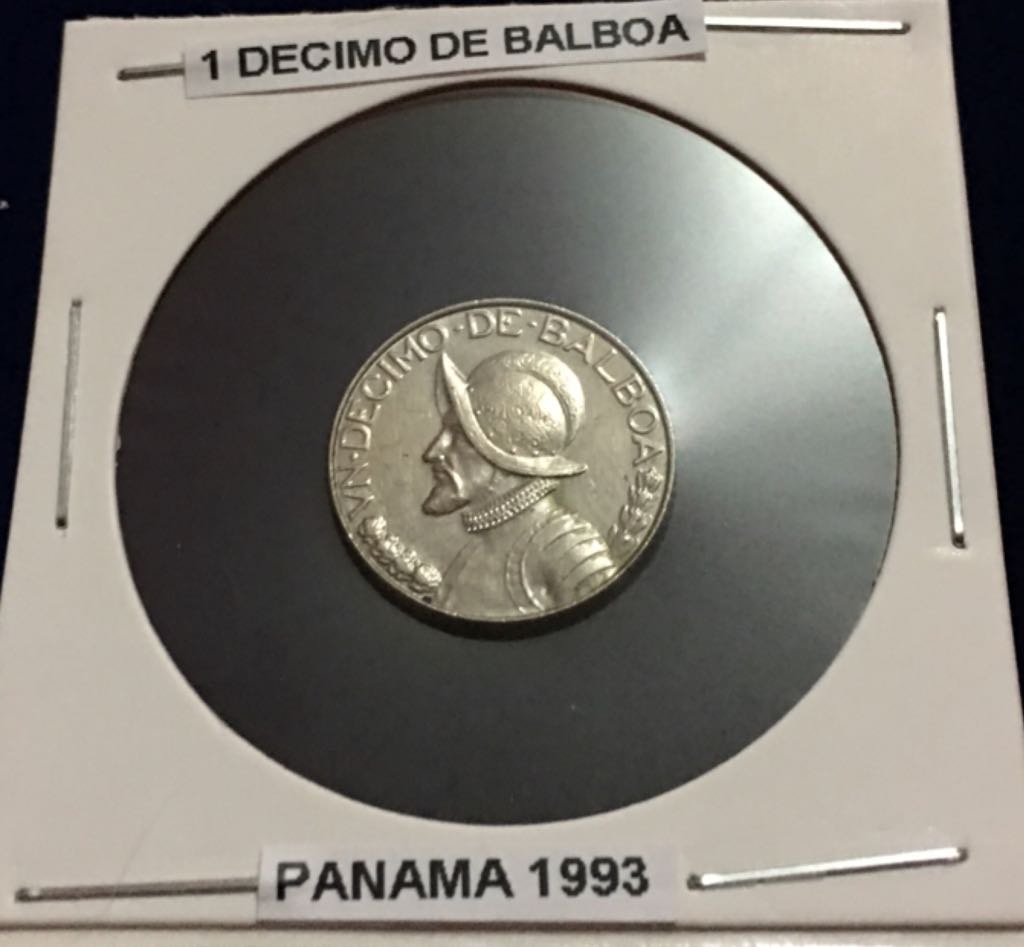 1 DECIMO DE BALBOA
VN·DECIMO·DE·BALBOA
PANAMA 1993